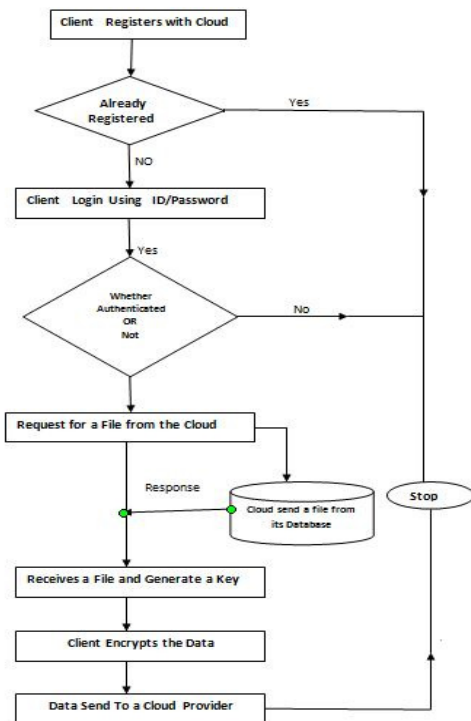 Client Registers with Cloud
Already
Registered
Yes
NO
Client Login Using ID/Password
Yes
Whether
Authenticated
OR
Not
No
Request for a File from the Cloud
Response
Cloud send a file from
its Database
Stop
Receives a File and Generate a Key
Client Encrypts the Data
Data Send To a Cloud Provider